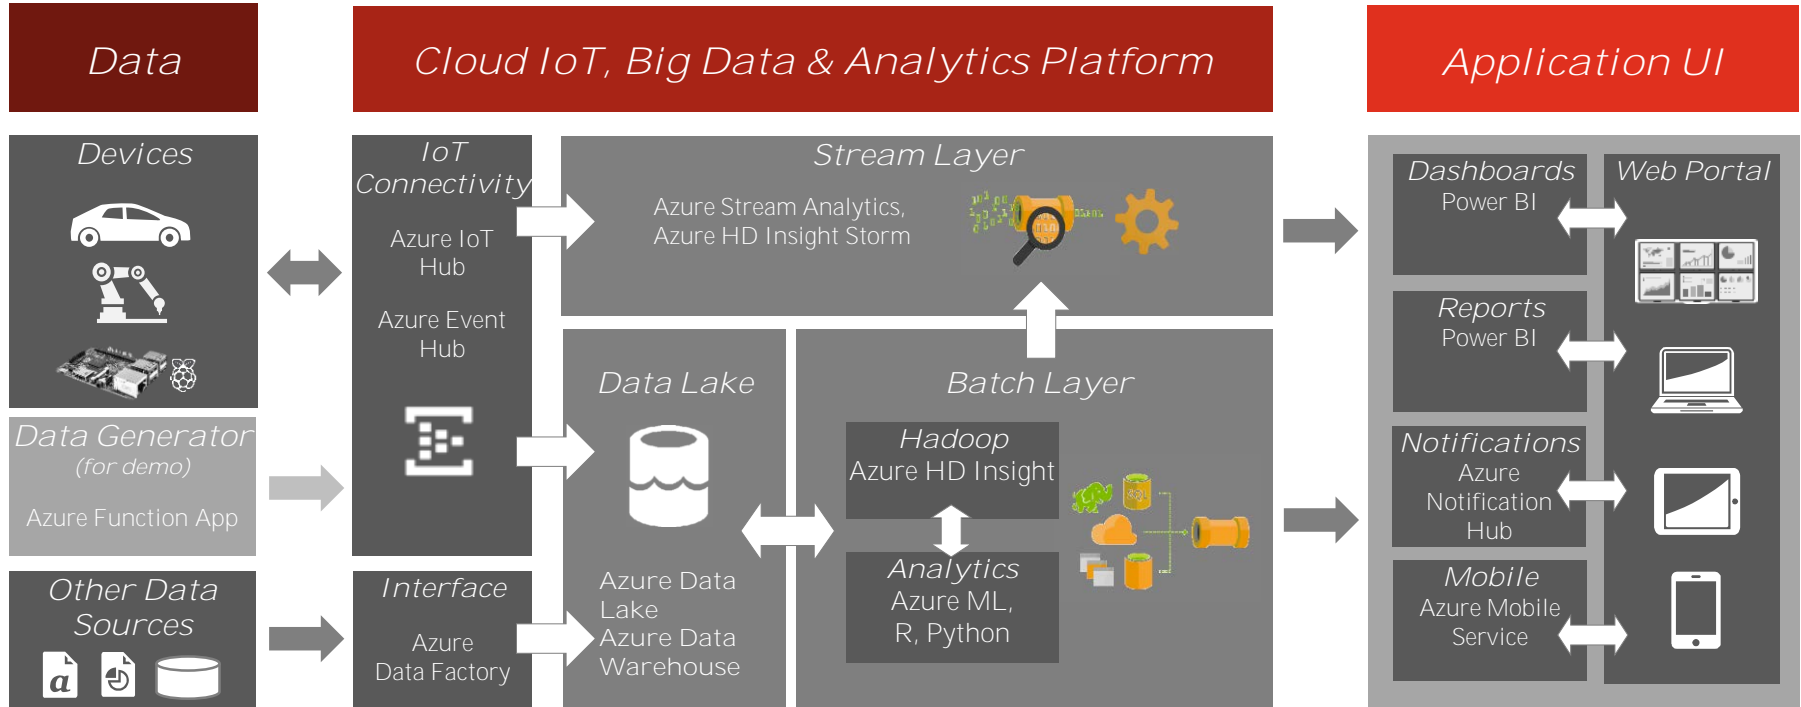 Data
Cloud IoT, Big Data & Analytics Platform
Application UI
Devices
Data Generator
(for demo)
Azure Function App
Other Data
Sources
a
IoT
Connectivity
Azure IoT
Hub
Azure Event
Hub
Interface
Azure
Data Factory
Stream Layer
Azure Stream Analytics,
Azure HD Insight Storm
Data Lake
Azure Data
Lake
Azure Data
Warehouse
Batch Layer
Hadoop
Azure HD Insight
Analytics
Azure ML,
R, Python
Dashboards
Power BI
Reports
Power BI
Notifications
Azure
Notification
Hub
Mobile
Azure Mobile
Service
Web Portal